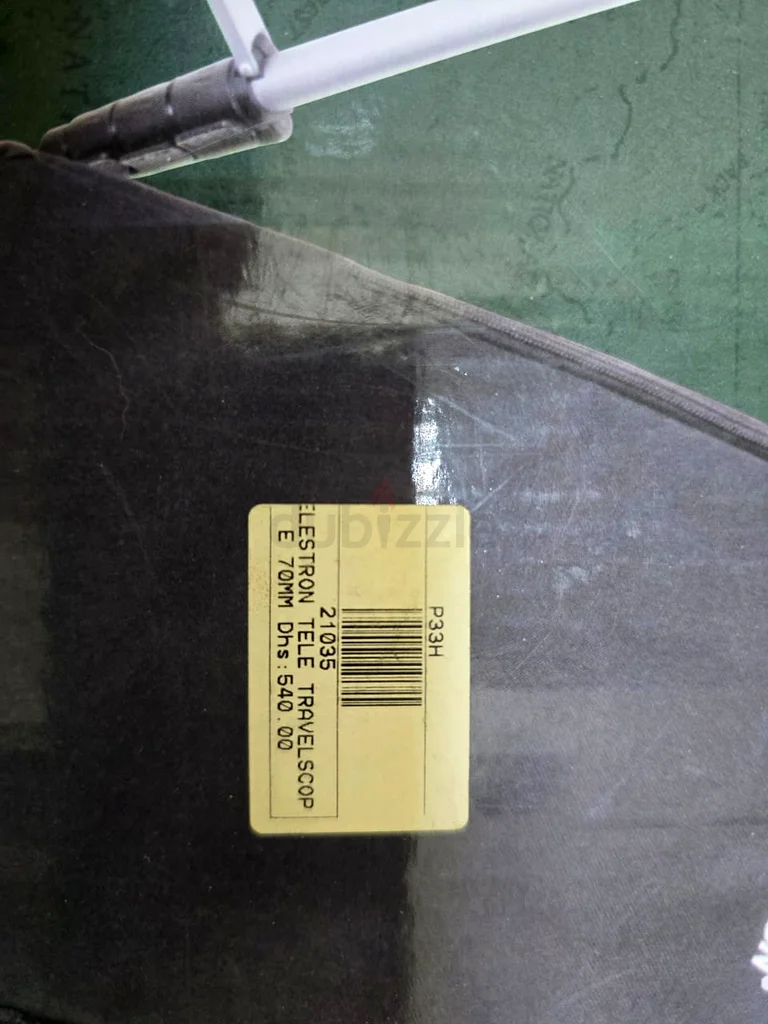 P33H
21035
ELESTRON TELE TRAVELSCOP
E 70MM Dhs:540.00
dubizzle